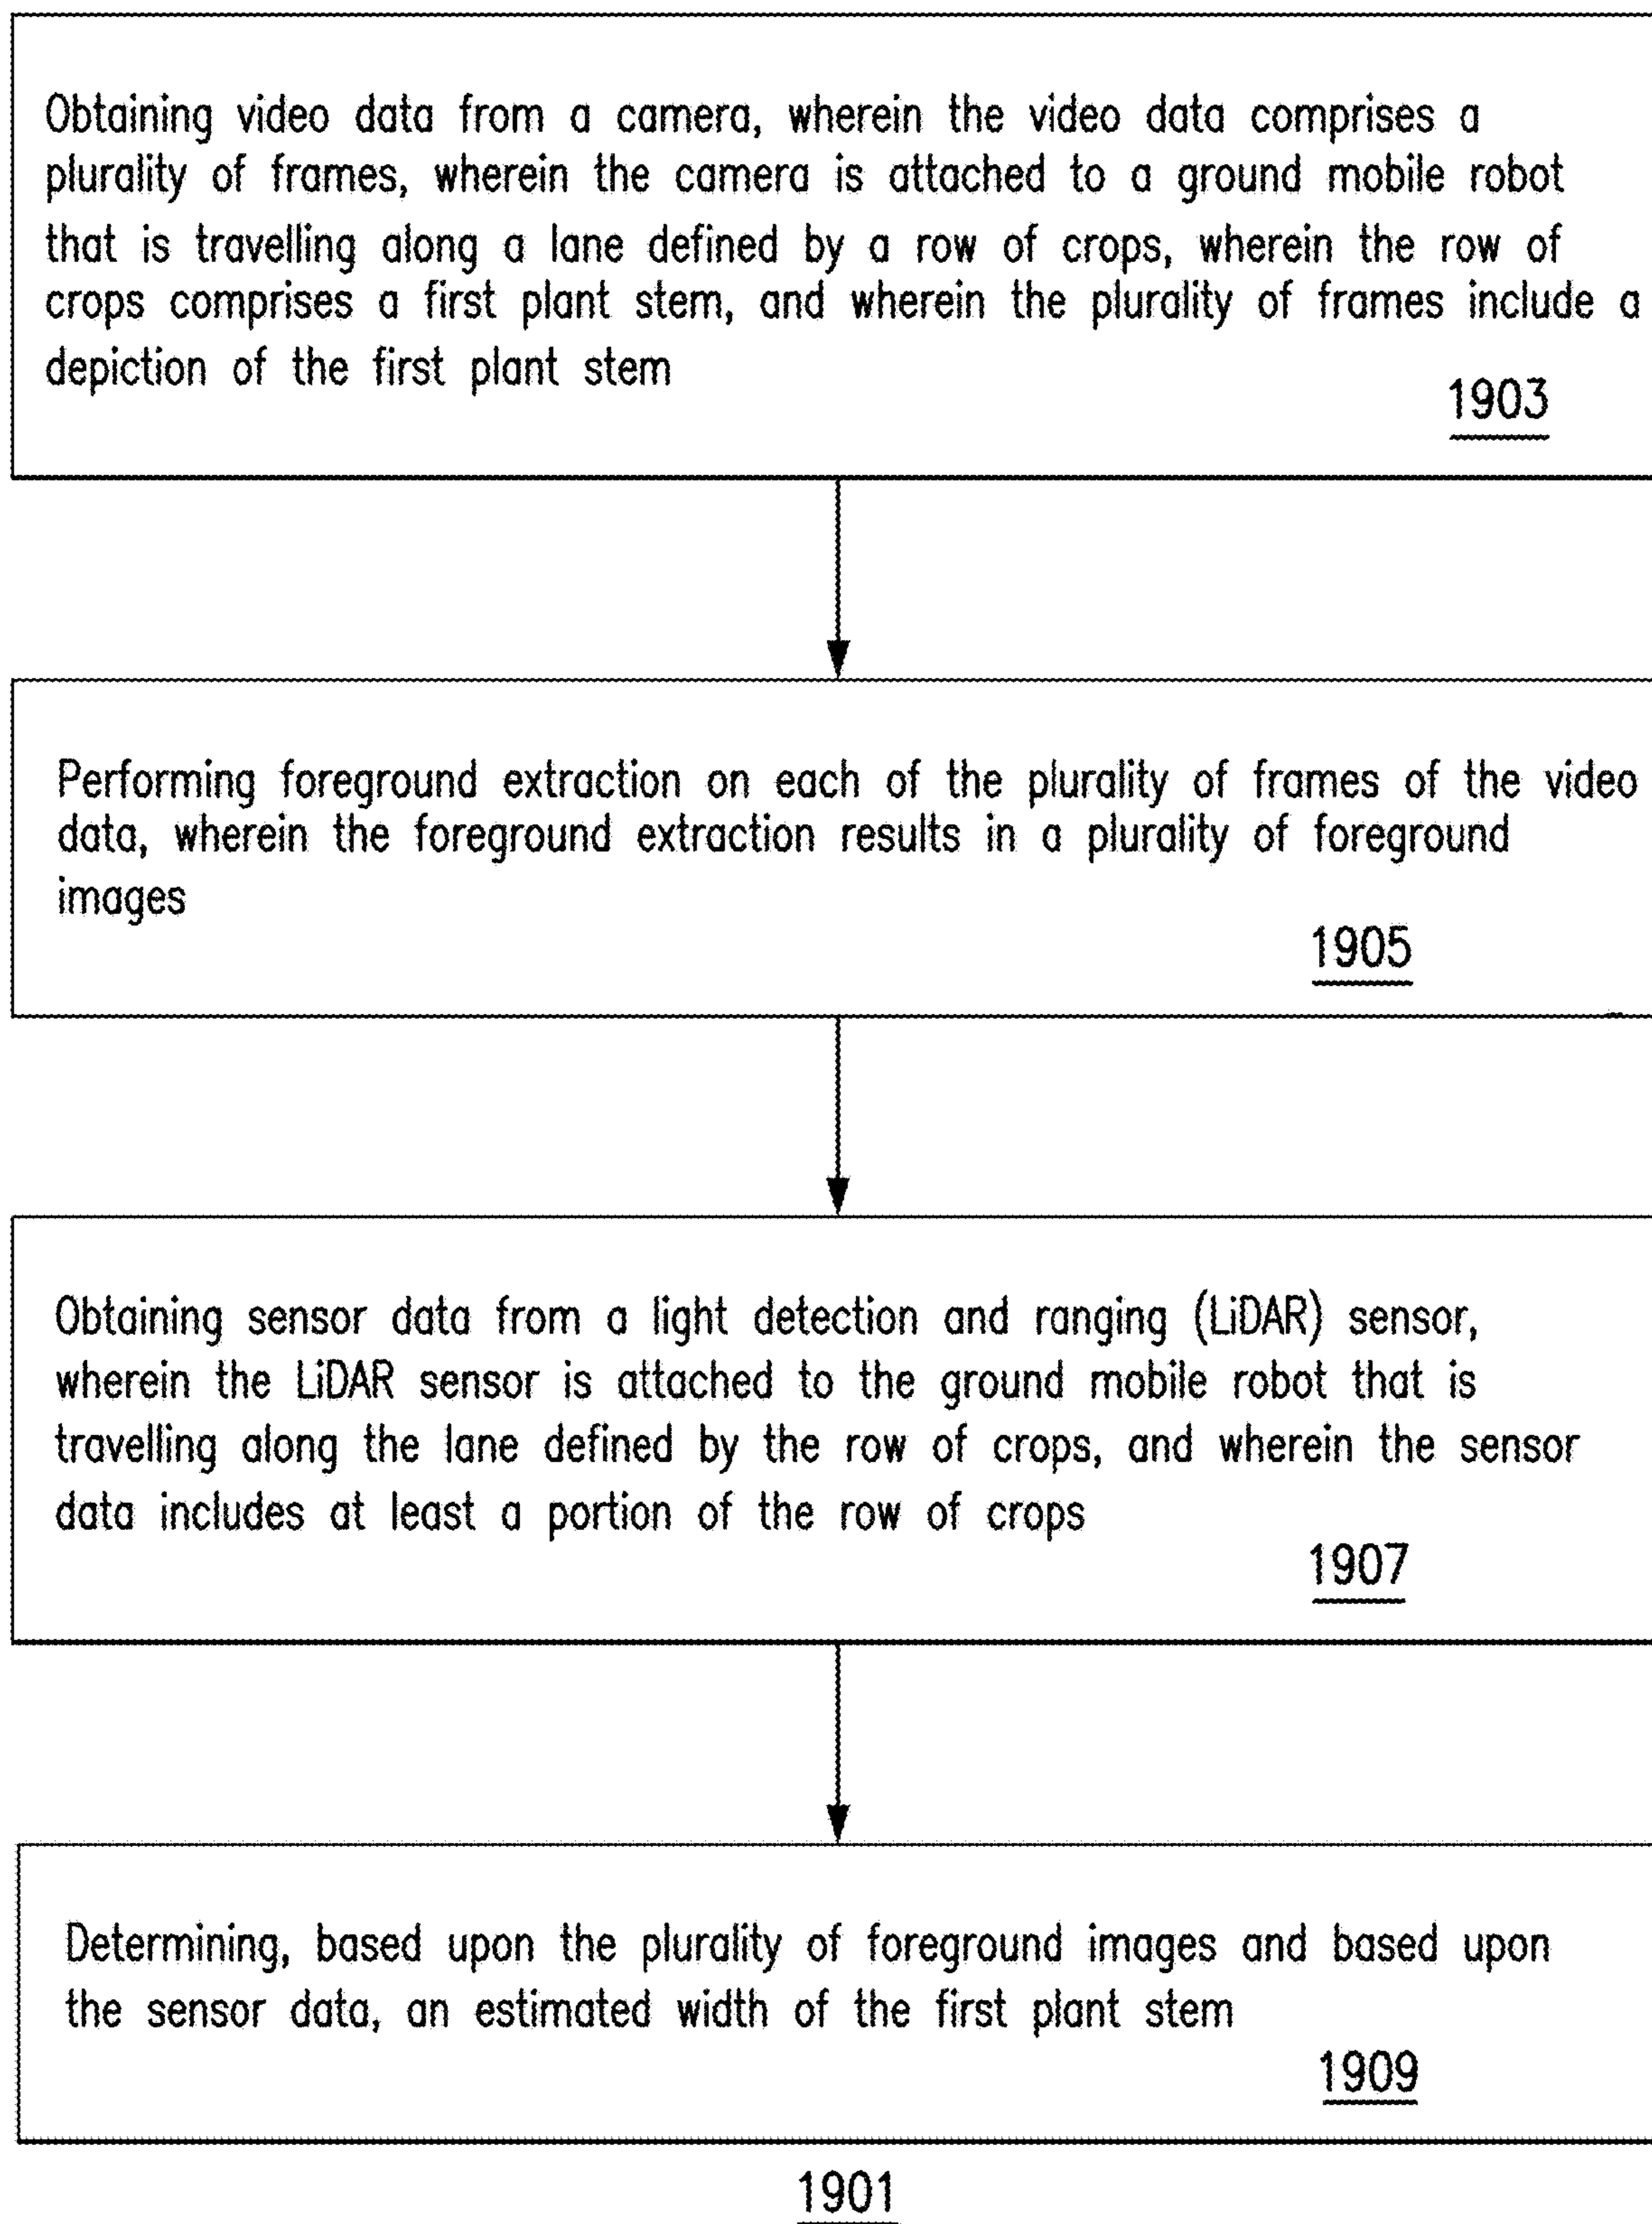 Obtaining video data from a camera, wherein the video data comprises a
plurality of frames, wherein the camera is attached to a ground mobile robot
that is travelling along a lane defined by a row of crops, wherein the row of
crops comprises a first plant stem, and wherein the plurality of frames include a
depiction of the first plant stem
1903
Performing foreground extraction on each of the plurality of frames of the video
data, wherein the foreground extraction results in a plurality of foreground
images
1905
Obtaining sensor data from a light detection and ranging (LiDAR) sensor,
wherein the LiDAR sensor is attached to the ground mobile robot that is
travelling along the lane defined by the row of crops, and wherein the sensor
data includes at least a portion of the row of crops
1907
Determining, based upon the plurality of foreground images and based upon
the sensor data, an estimated width of the first plant stem
1909
1901